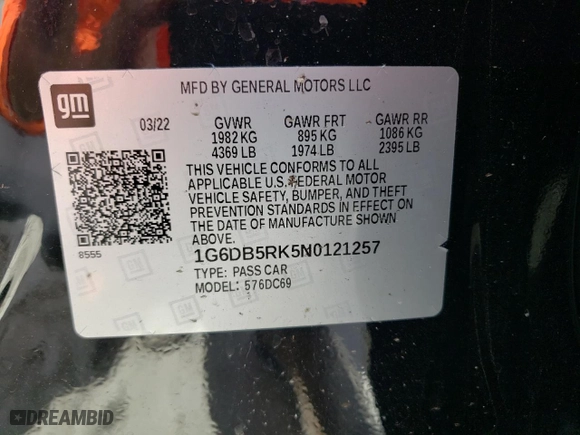 gm
MFD BY GENERAL MOTORS LLC
03/22 GVWR GAWR FRT GAWR RR
1982 KG 895 KG 1086 KG
4369 LB 1974 LB 2395 LB
THIS VEHICLE CONFORMS TO ALL
APPLICABLE U.S. FEDERAL MOTOR
VEHICLE SAFETY, BUMPER, AND THEFT
PREVENTION STANDARDS IN EFFECT ON
THE DATE OF MANUFACTURE SHOWN
ABOVE.
8555
1G6DB5RK5N0121257
TYPE: PASS CAR
MODEL: 576DC69
DREAMBID